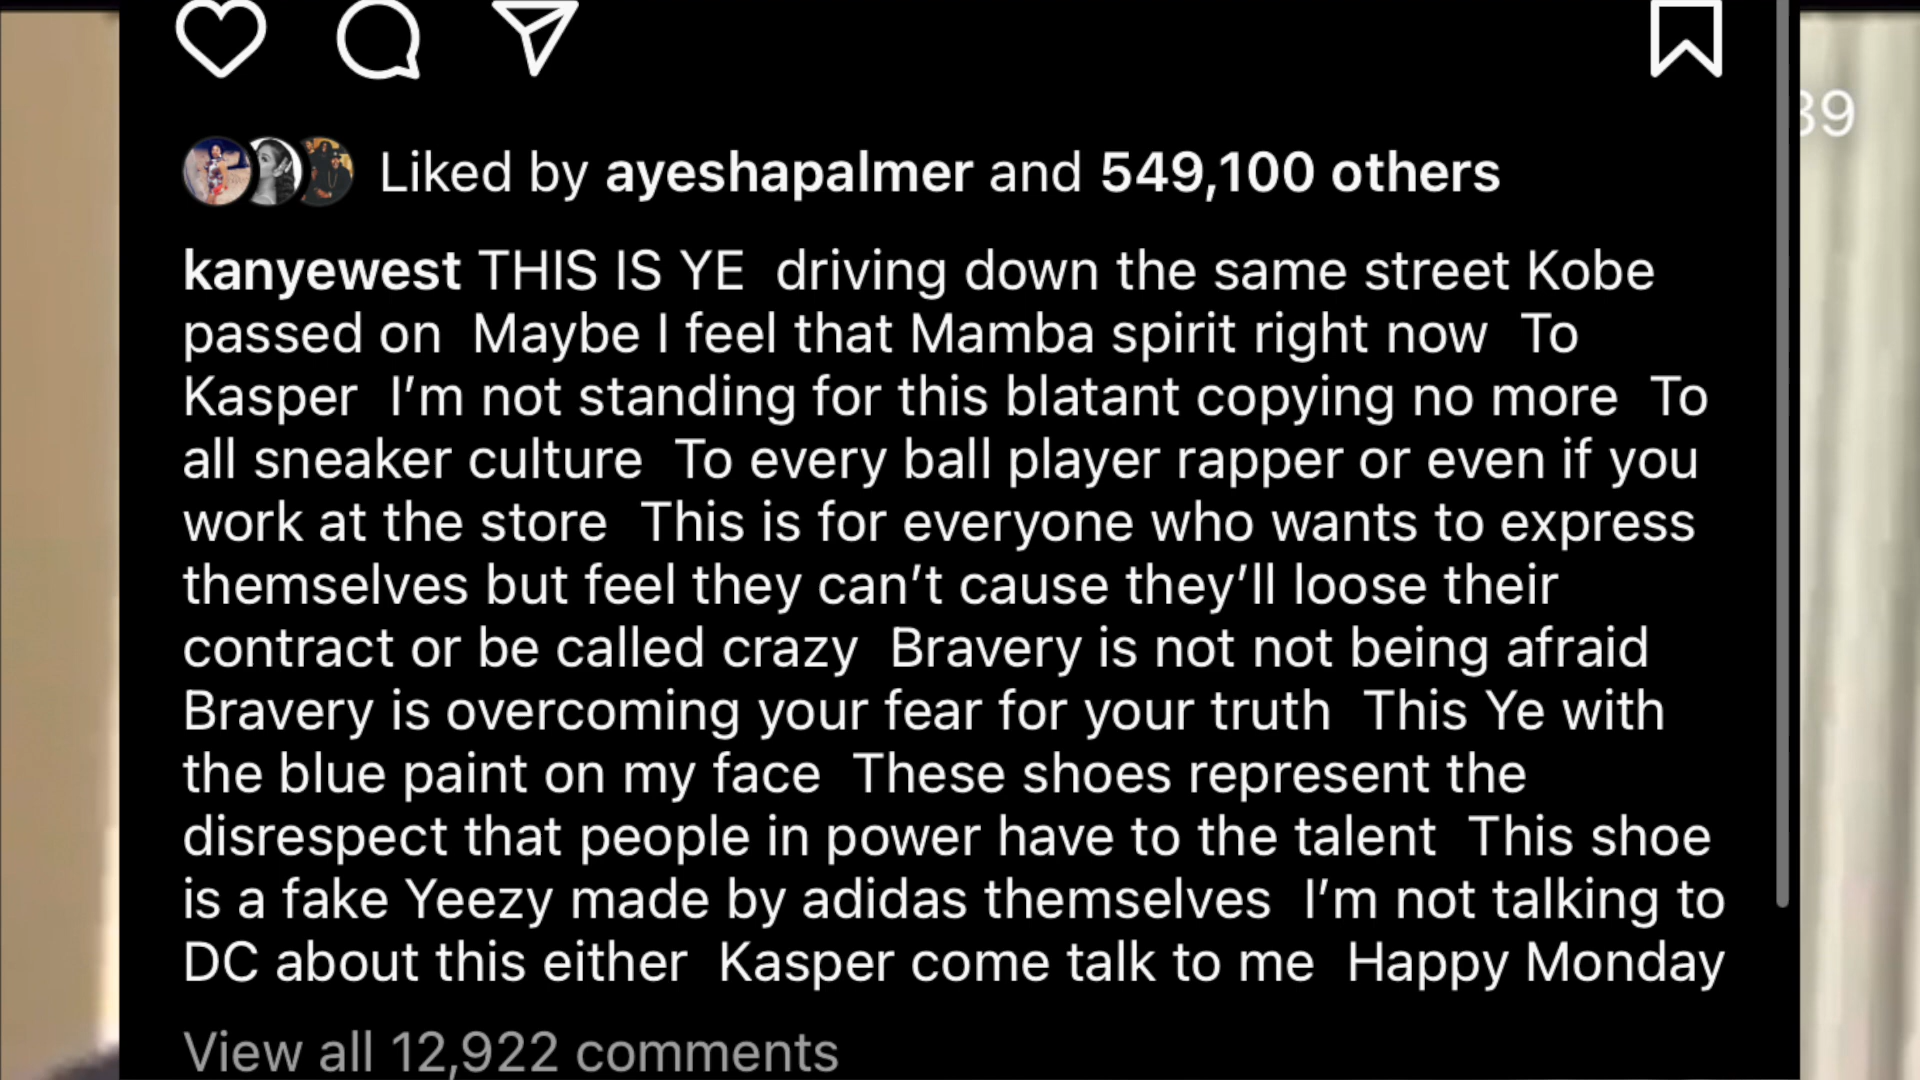 39
Liked by ayeshapalmer and 549,100 others
kanyewest THIS IS YE  driving down the same street Kobe
passed on  Maybe I feel that Mamba spirit right now  To
Kasper  I’m not standing for this blatant copying no more  To
all sneaker culture  To every ball player rapper or even if you
work at the store  This is for everyone who wants to express
themselves but feel they can’t cause they’ll loose their
contract or be called crazy  Bravery is not not being afraid
Bravery is overcoming your fear for your truth  This Ye with
the blue paint on my face  These shoes represent the
disrespect that people in power have to the talent  This shoe
is a fake Yeezy made by adidas themselves  I’m not talking to
DC about this either  Kasper come talk to me  Happy Monday
View all 12,922 comments